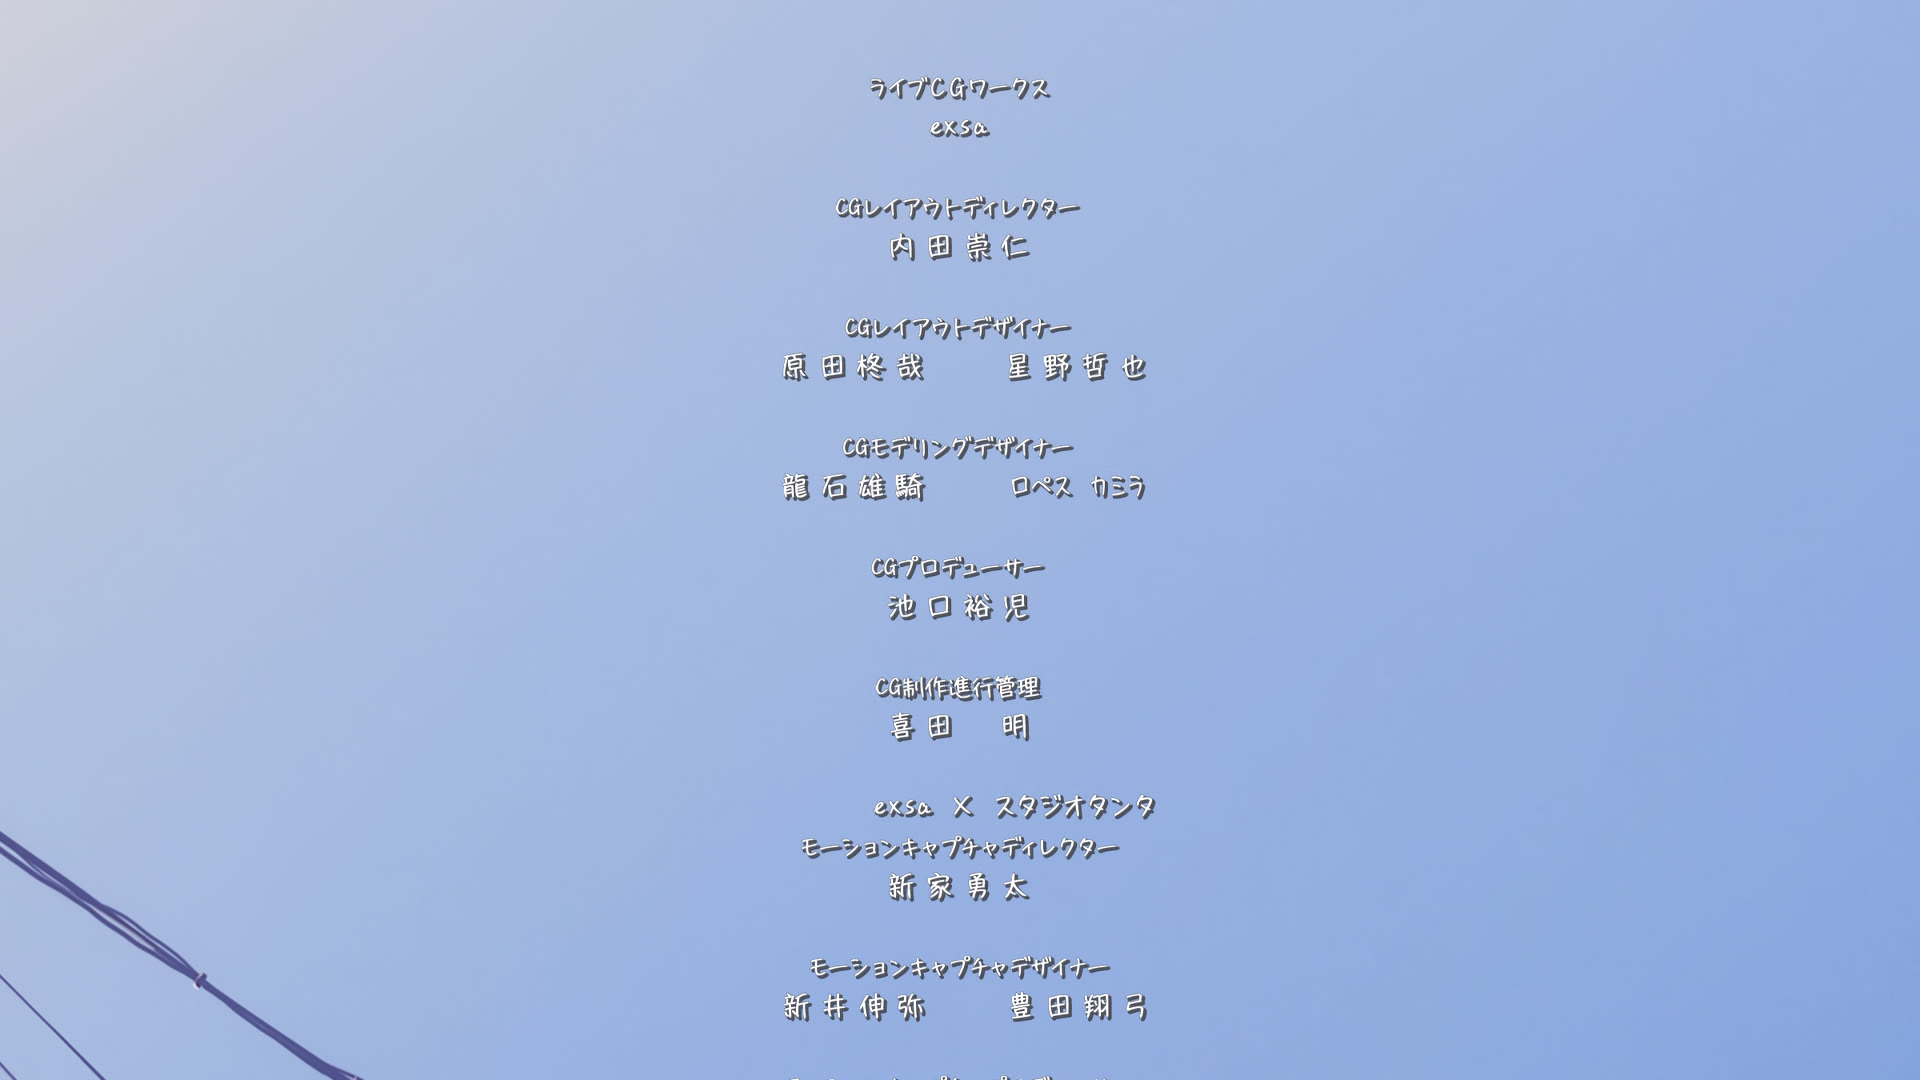 ライブCGワークス
exsa
CGレイアウトディレクター
内田崇仁
CGレイアウトデザイナー
原田柊哉　星野哲也
CGモデリングデザイナー
龍石雄騎　ロペス カミラ
CGプロデューサー
池口裕児
CG制作進行管理
喜田　明
exsa × スタジオタンタ
モーションキャプチャディレクター
新家勇太
モーションキャプチャデザイナー
新井伸弥　豊田翔弓